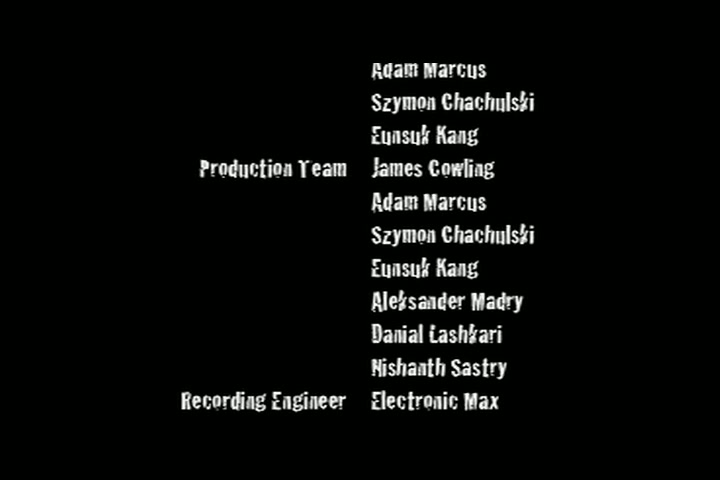 Adam Marcus
Szymon Chachulski
Eunsuk Kang
Production Team James Cowling
Adam Marcus
Szymon Chachulski
Eunsuk Kang
Aleksander Madry
Danial Lashkari
Nishanth Sastry
Recording Engineer Electronic Max